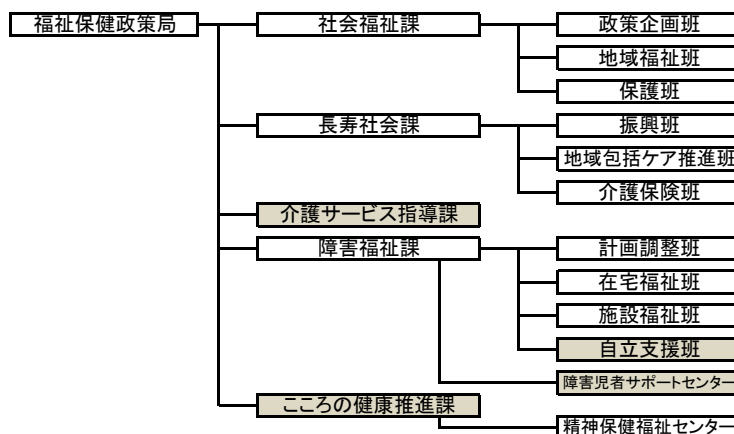 福祉保健政策局
社会福祉課
政策企画班
地域福祉班
保護班
長寿社会課
振興班
地域包括ケア推進班
介護保険班
介護サービス指導課
障害福祉課
計画調整班
在宅福祉班
施設福祉班
自立支援班
障害児者サポートセンター
こころの健康推進課
精神保健福祉センター